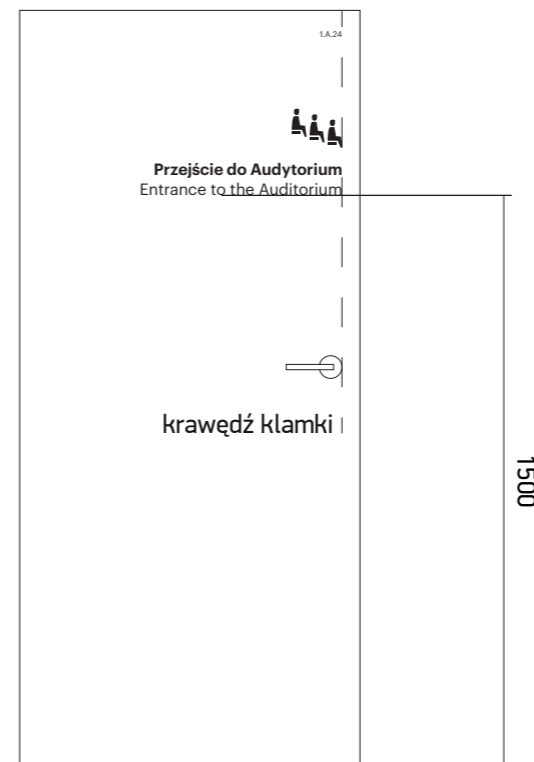 1.A.24
Przejście do Audytorium
Entrance to the Auditorium
krawędź klamki
1500